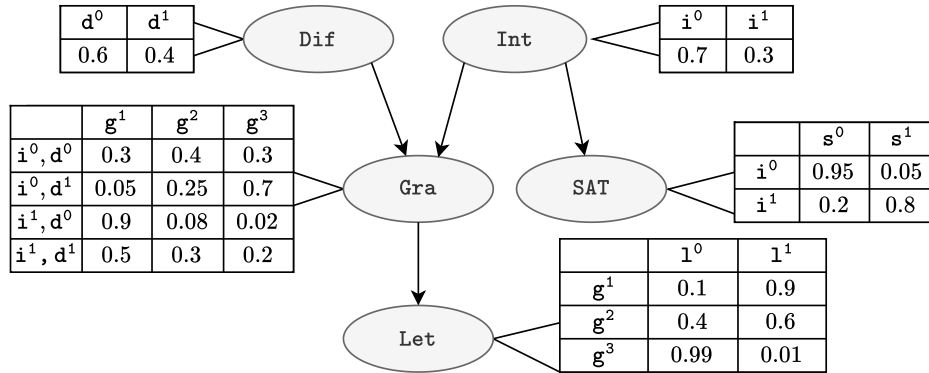 d⁰ d¹
0.6 0.4
Dif
Int
i⁰ i¹
0.7 0.3
g¹ g² g³
i⁰,d⁰ 0.3 0.4 0.3
i⁰,d¹ 0.05 0.25 0.7
i¹,d⁰ 0.9 0.08 0.02
i¹,d¹ 0.5 0.3 0.2
Gra
SAT
s⁰ s¹
i⁰ 0.95 0.05
i¹ 0.2 0.8
Let
l⁰ l¹
g¹ 0.1 0.9
g² 0.4 0.6
g³ 0.99 0.01